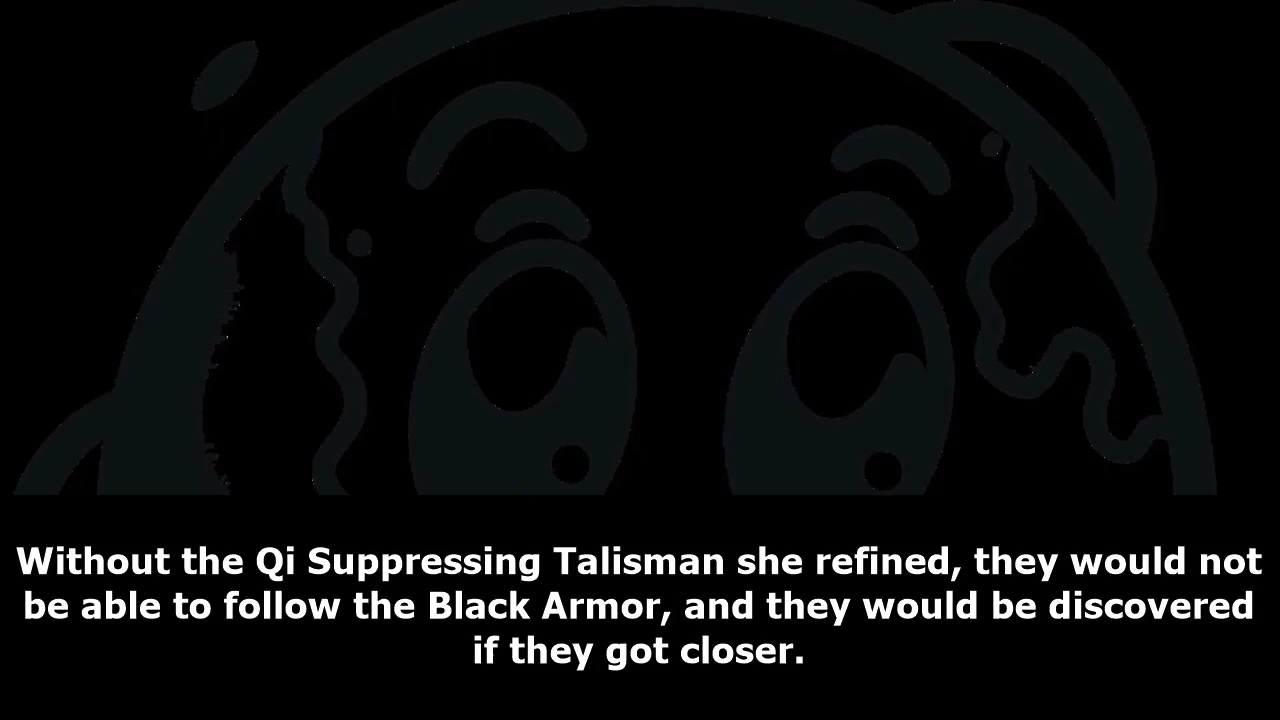 Without the Qi Suppressing Talisman she refined, they would not
be able to follow the Black Armor, and they would be discovered
if they got closer.